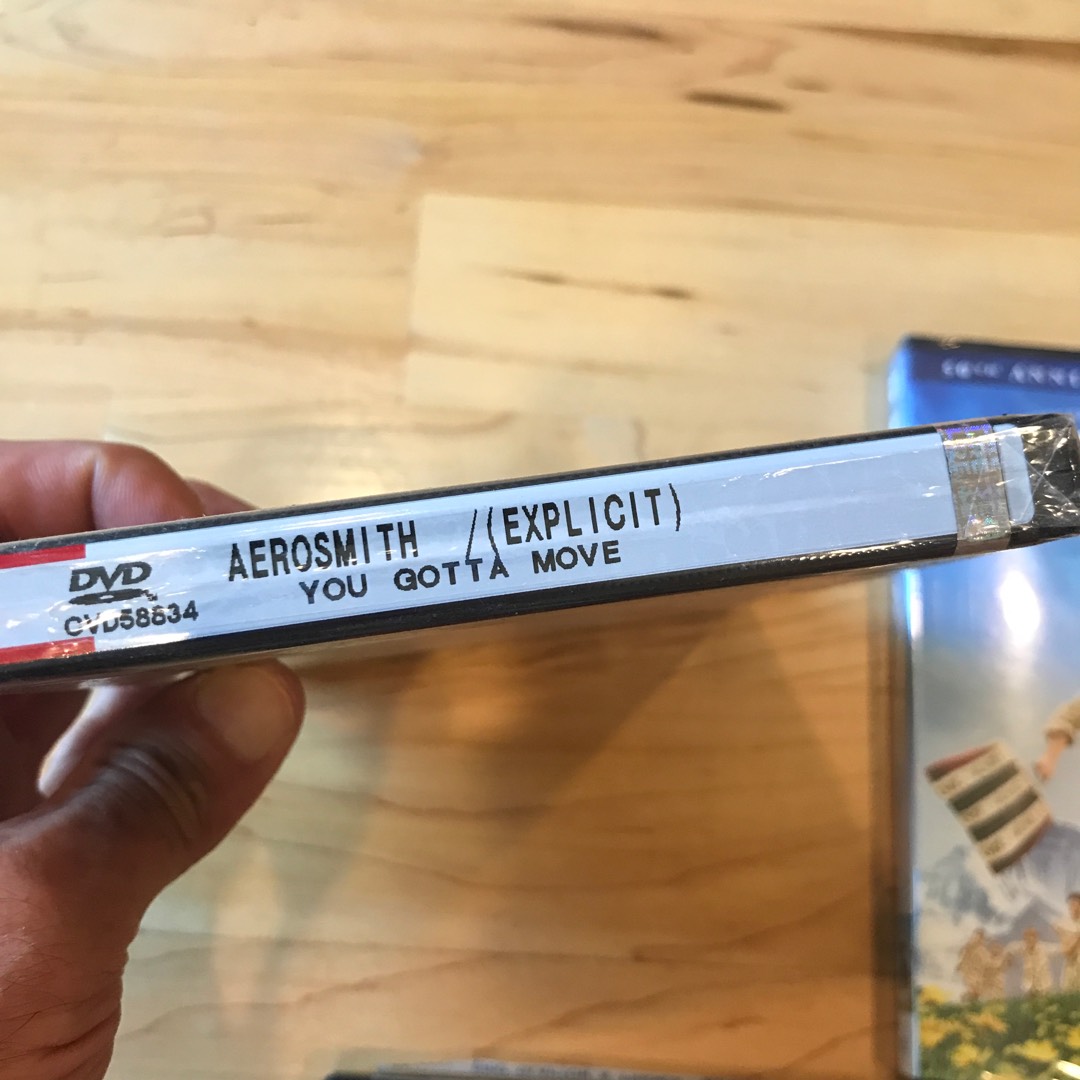 AEROSMITH /(EXPLICIT)
YOU GOTTA MOVE
DVD
CVD58834